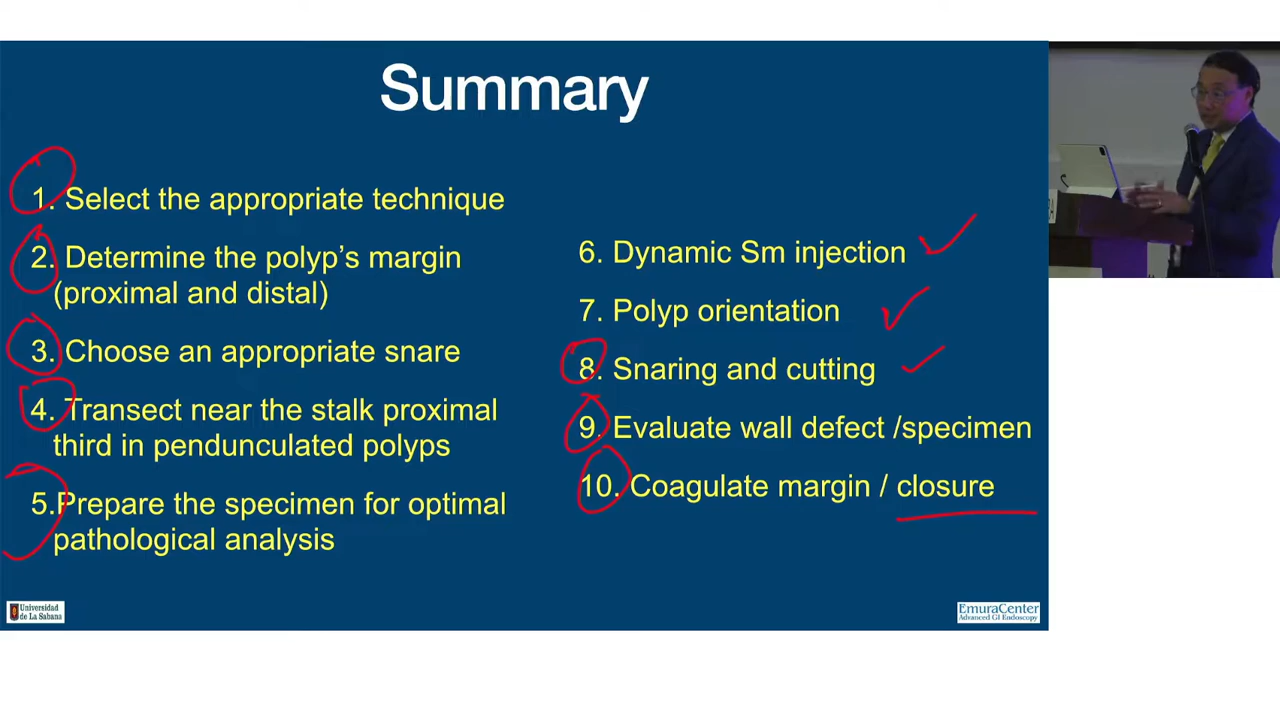 Summary
1. Select the appropriate technique
2. Determine the polyp's margin
(proximal and distal)
3. Choose an appropriate snare
4. Transect near the stalk proximal
third in pendunculated polyps
5.Prepare the specimen for optimal
pathological analysis
6. Dynamic Sm injection
7. Polyp orientation
8. Snaring and cutting
9. Evaluate wall defect /specimen
10. Coagulate margin / closure
Universidad
de La Sabana
EmuraCenter
Advanced GI Endoscopy